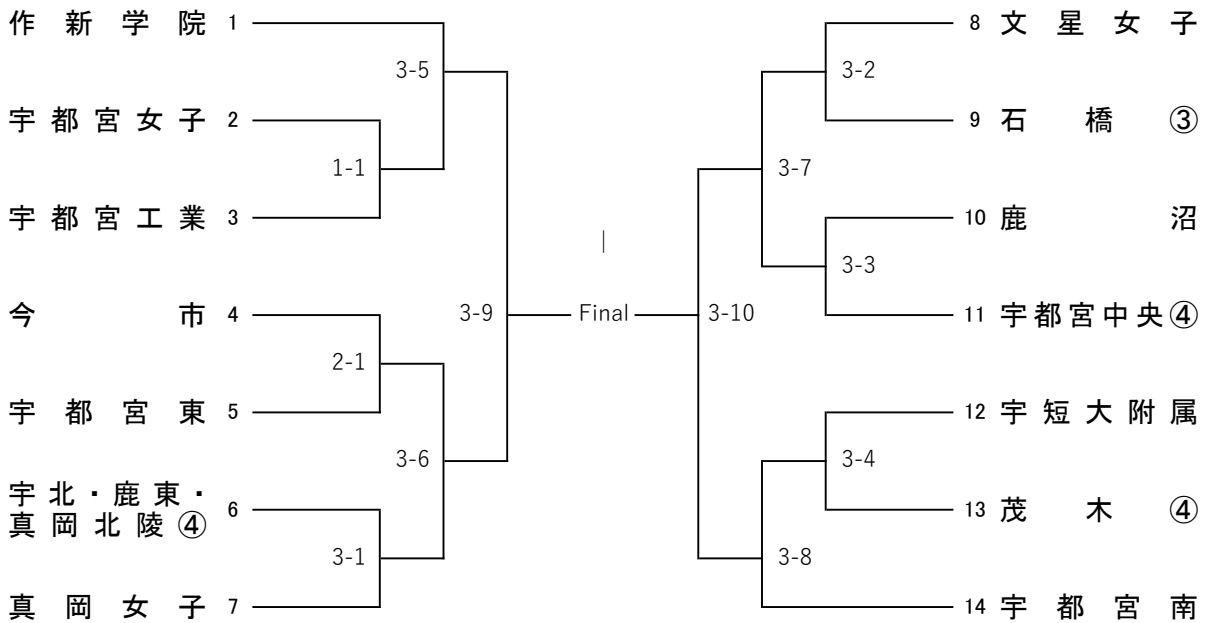 作新学院 1
3-5
宇都宮女子 2
1-1
宇都宮工業 3
今市 4
2-1
宇都宮東 5
3-6
宇北・鹿東・
真岡北陵④ 6
3-1
真岡女子 7
3-9
|
Final
3-10
8 文星女子
3-2
9 石橋③
3-7
10 鹿沼
3-3
11 宇都宮中央④
12 宇短大附属
3-4
13 茂木④
3-8
14 宇都宮南